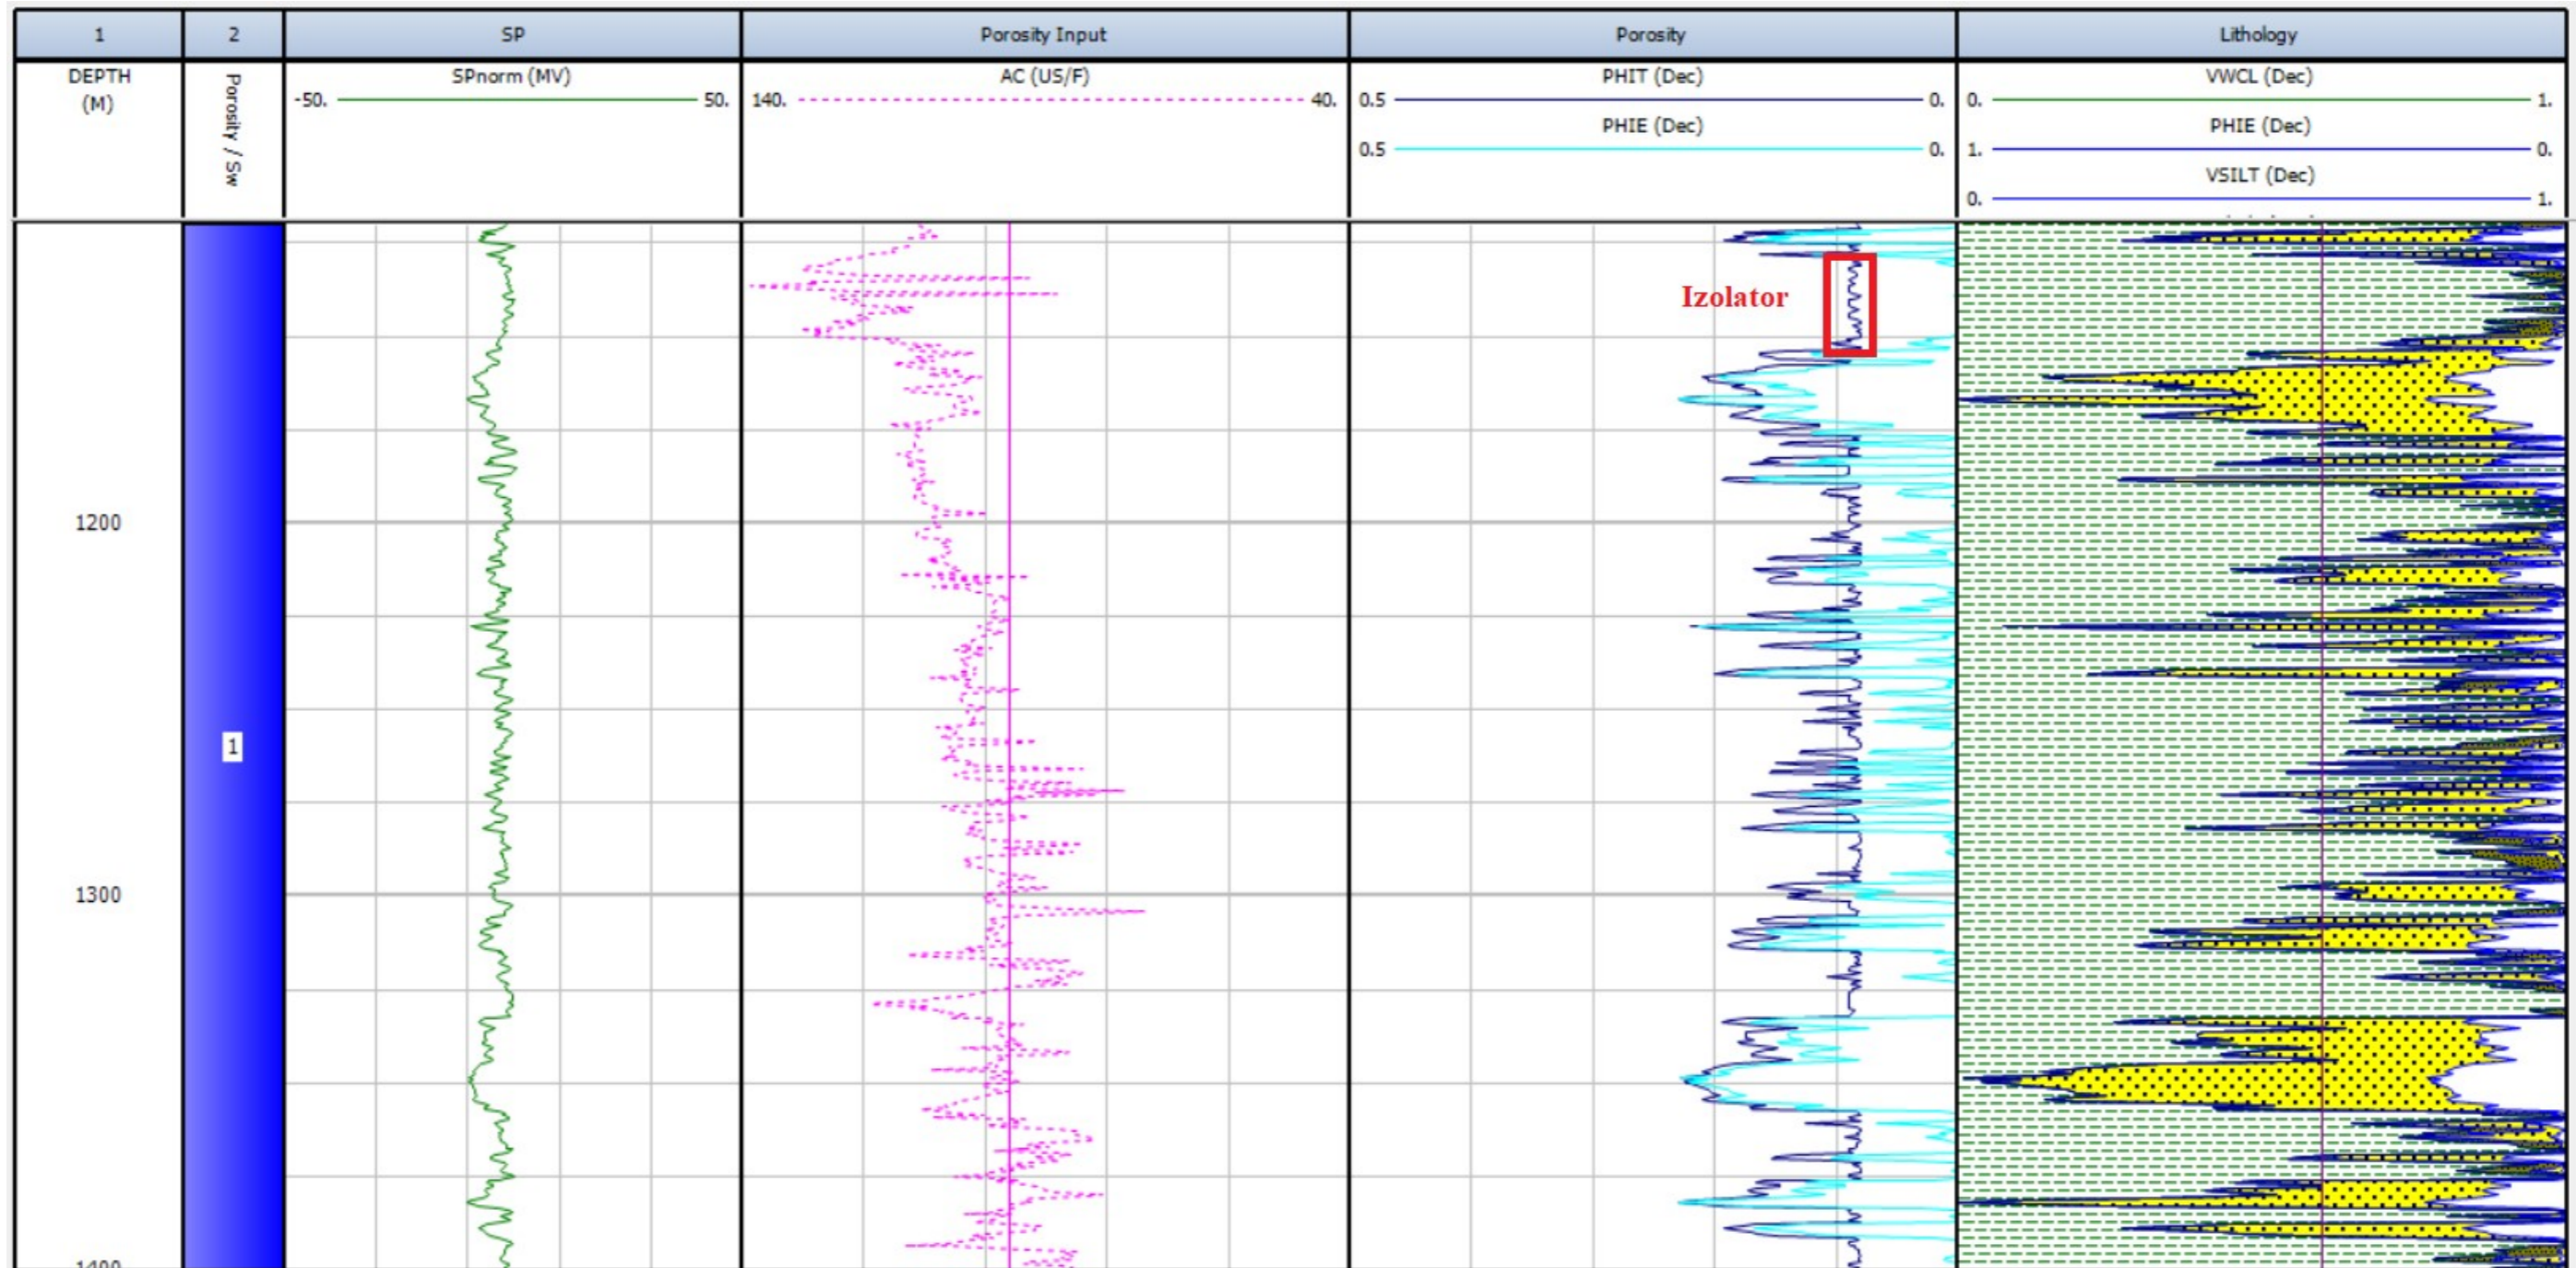 1 2 SP Porosity Input Porosity Lithology
DEPTH
(M)
Porosity / Sw
SPnorm (MV)
-50. 50.
AC (US/F)
140. 40.
PHIT (Dec)
0.5 0.
PHIE (Dec)
0.5 0.
VWCL (Dec)
0. 1.
PHIE (Dec)
1. 0.
VSILT (Dec)
0. 1.
Izolator
1200
1
1300